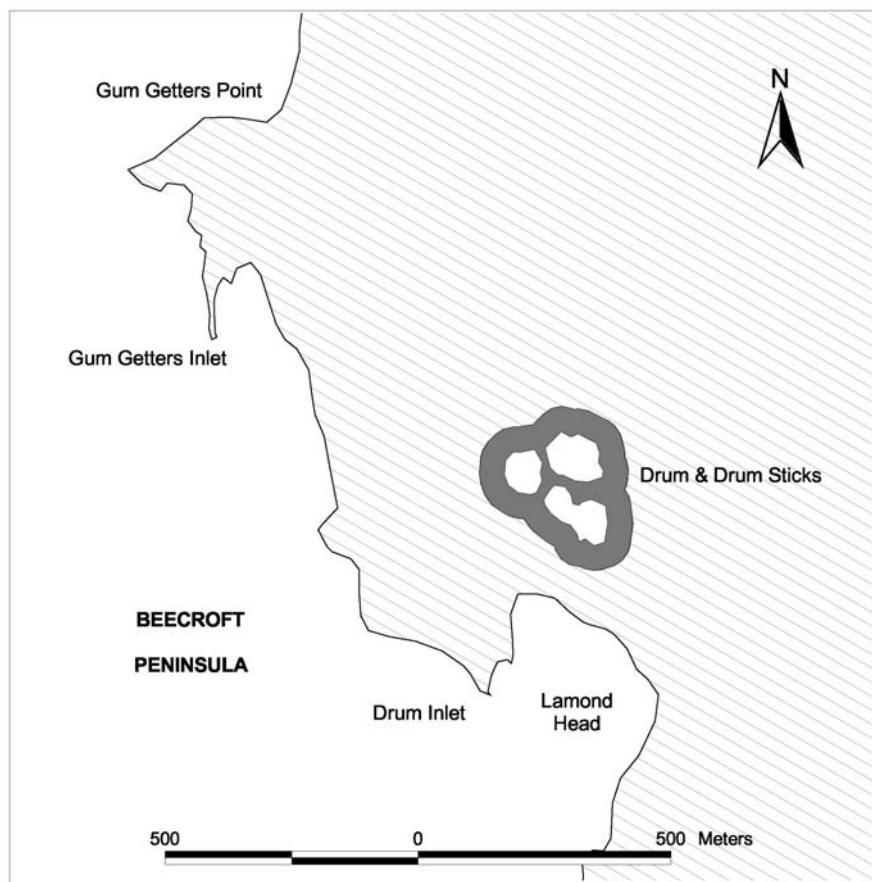 N
Gum Getters Point
Gum Getters Inlet
Drum & Drum Sticks
BEECROFT
PENINSULA
Drum Inlet
Lamond
Head
500 0 500 Meters